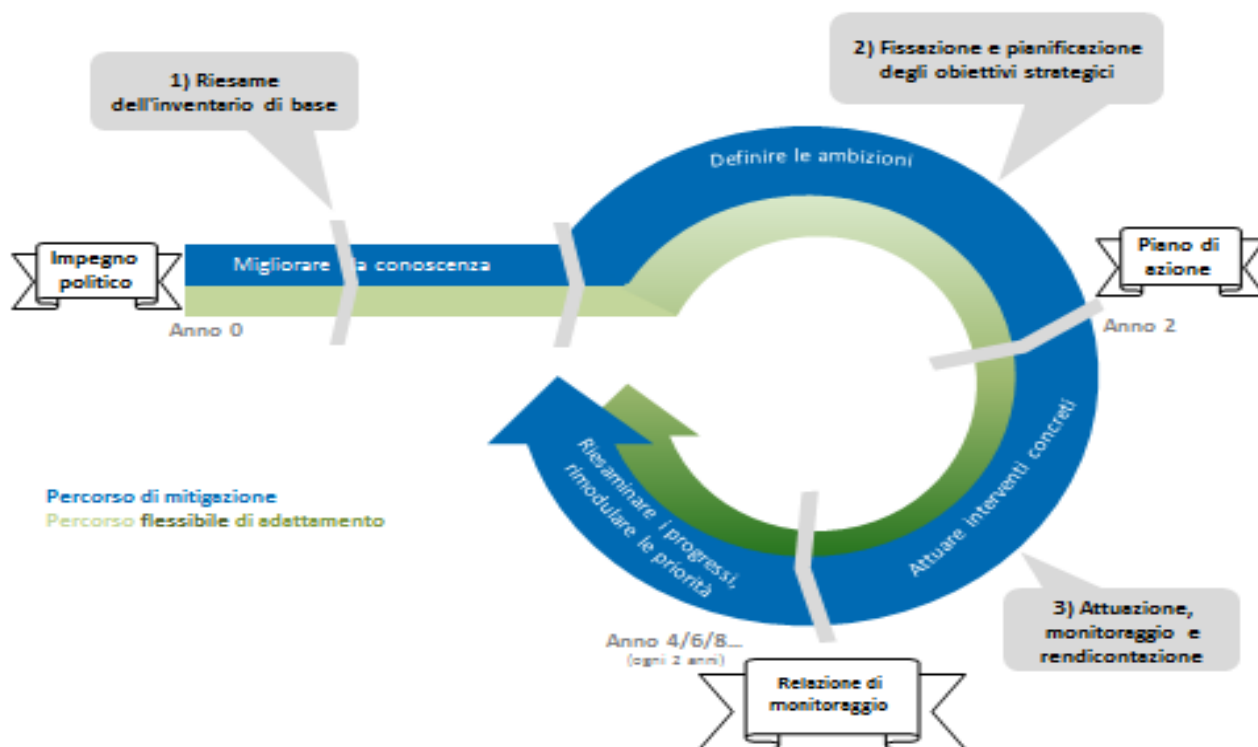 1) Riesame
dell'inventario di base
2) Fissazione e pianificazione
degli obiettivi strategici
Definire le ambizioni
Impegno
politico
Migliorare la conoscenza
Piano di
azione
Anno 0
Anno 2
Attuare interventi concreti
Riesaminare i progressi,
rimodulare le priorità
Percorso di mitigazione
Percorso flessibile di adattamento
3) Attuazione,
monitoraggio e
rendicontazione
Anno 4/6/8...
(ogni 2 anni)
Relazione di
monitoraggio